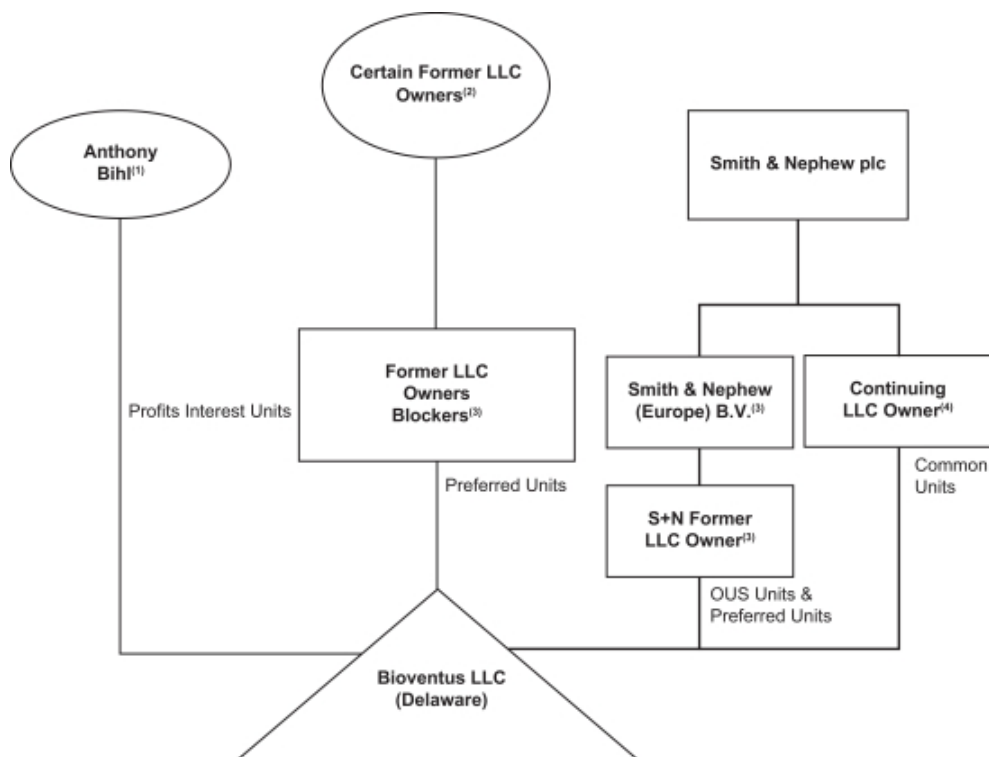 Certain Former LLC
Owners(2)
Anthony
Bihl(1)
Smith & Nephew plc
Former LLC
Owners
Blockers(3)
Smith & Nephew
(Europe) B.V.(3)
Continuing
LLC Owner(4)
Profits Interest Units
Preferred Units
Common
Units
S+N Former
LLC Owner(3)
OUS Units &
Preferred Units
Bioventus LLC
(Delaware)